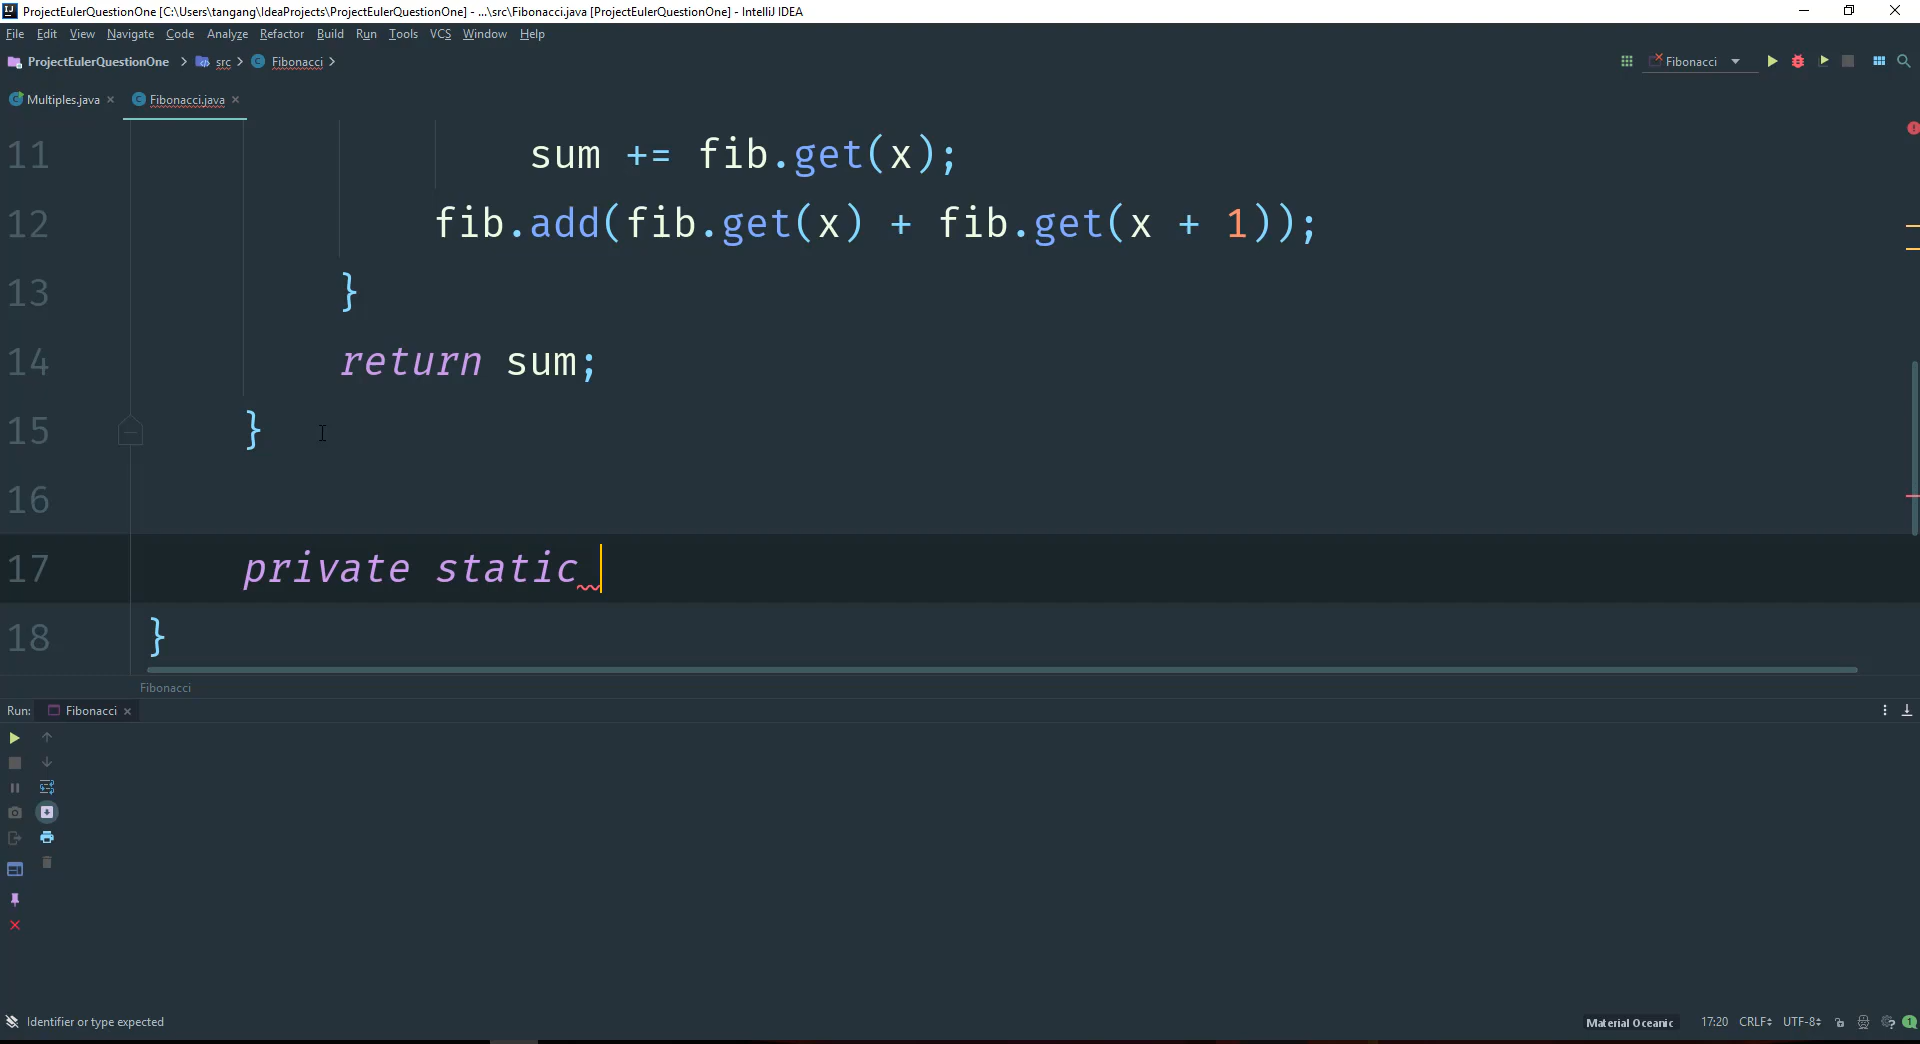 ProjectEulerQuestionOne [C:\Users\tangang\IdeaProjects\ProjectEulerQuestionOne] - ...\src\Fibonacci.java [ProjectEulerQuestionOne] - IntelliJ IDEA
File Edit View Navigate Code Analyze Refactor Build Run Tools VCS Window Help
ProjectEulerQuestionOne src Fibonacci Fibonacci
Multiples.java Fibonacci.java
11 sum += fib.get(x);
12 fib.add(fib.get(x) + fib.get(x + 1));
13 }
14 return sum;
15 }
16
17 private static
18 }
Fibonacci
Run: Fibonacci
Identifier or type expected Material Oceanic 17:20 CRLF UTF-8 1